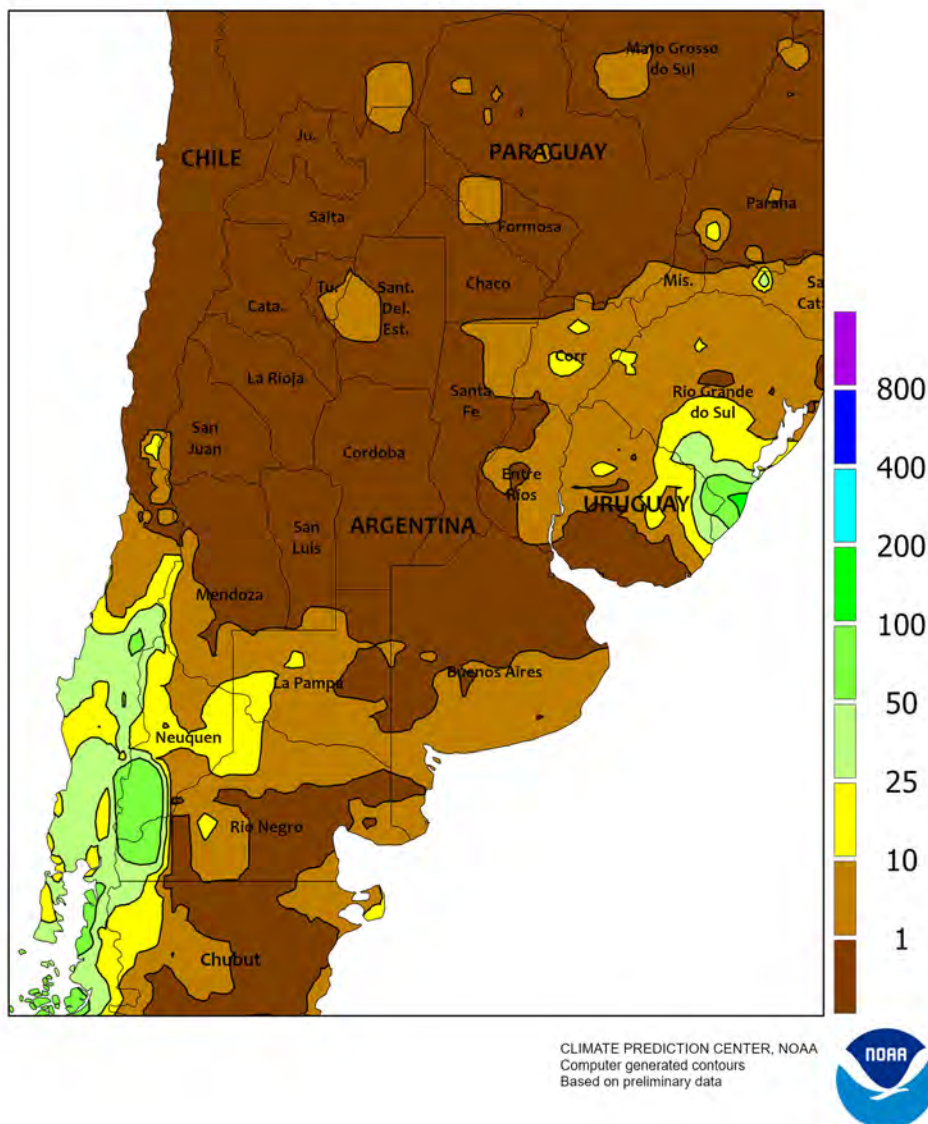 Mato Grosso
do Sul
Ju.
CHILE
PARAGUAY
Salta
Formosa
Parana
Tu.
Sant.
Del.
Est.
Chaco
Mis.
Sa
Cat
Cata.
Corr
La Rioja
Santa
Fe
Rio Grande
do Sul
San
Juan
Cordoba
Entre
Rios
URUGUAY
San
Luis
ARGENTINA
Mendoza
La Pampa
Buenos Aires
Neuquen
Rio Negro
Chubut
800
400
200
100
50
25
10
1
CLIMATE PREDICTION CENTER, NOAA
Computer generated contours
Based on preliminary data
NOAA